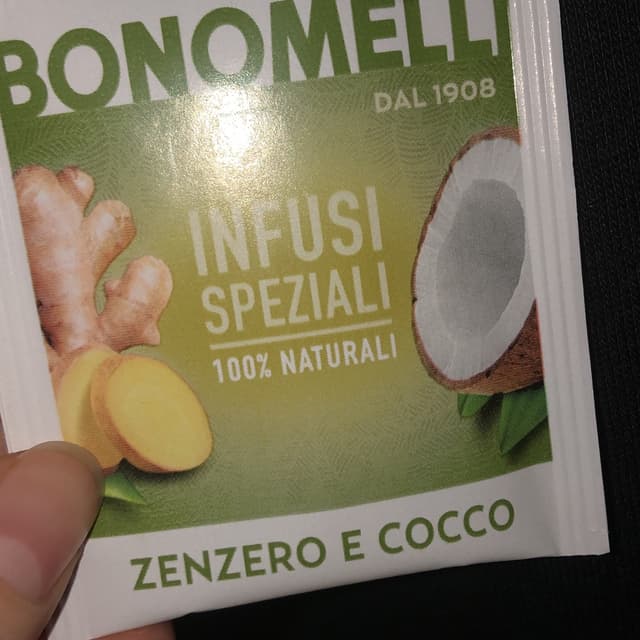 BONOMELLI
DAL 1908
INFUSI
SPEZIALI
100% NATURALI
ZENZERO E COCCO